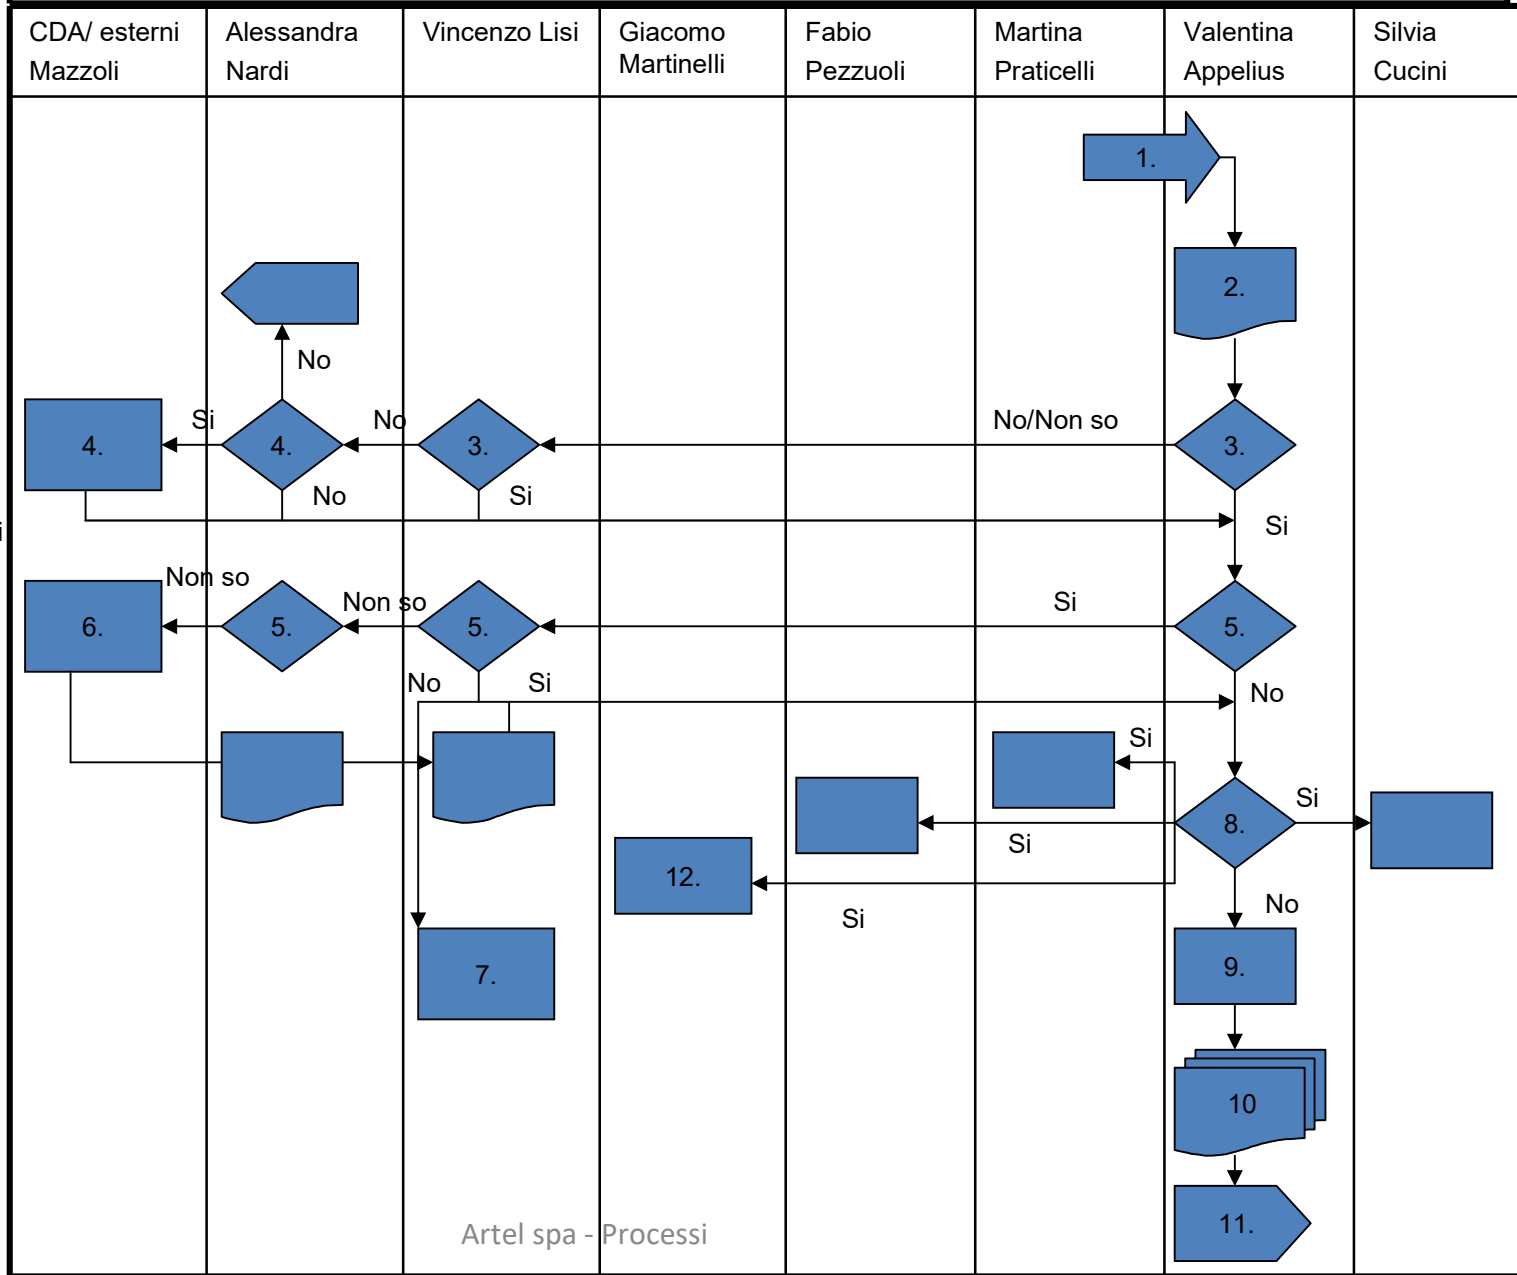 CDA/ esterni
Mazzoli
Alessandra
Nardi
Vincenzo Lisi
Giacomo
Martinelli
Fabio
Pezzuoli
Martina
Praticelli
Valentina
Appelius
Silvia
Cucini
1.
2.
No
Si
No
No/Non so
4.
4.
3.
3.
No
Si
Si
i
Non so
Non so
Si
6.
5.
5.
5.
No
Si
No
Si
Si
8.
Si
12.
Si
No
7.
9.
10
11.
Artel spa - Processi